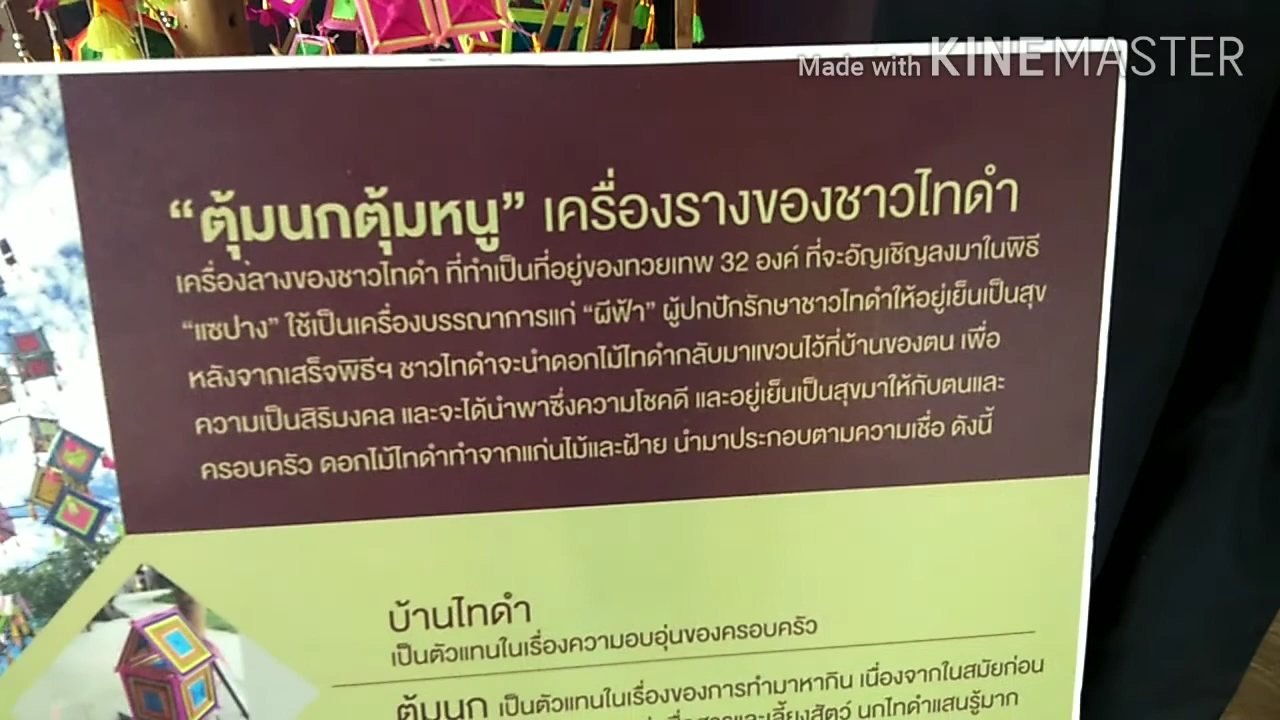 Made with KINEMASTER
“ตุ้มนกตุ้มหนู” เครื่องรางของชาวไทดำ
เครื่องลางของชาวไทดำ ที่ทำเป็นที่อยู่ของทวยเทพ 32 องค์ ที่จะอัญเชิญลงมาในพิธี
“แซปาง” ใช้เป็นเครื่องบรรณาการแก่ “ผีฟ้า” ผู้ปกปักรักษาชาวไทดำให้อยู่เย็นเป็นสุข
หลังจากเสร็จพิธีฯ ชาวไทดำจะนำดอกไม้ไทดำกลับมาแขวนไว้ที่บ้านของตน เพื่อ
ความเป็นสิริมงคล และจะได้นำพาซึ่งความโชคดี และอยู่เย็นเป็นสุขมาให้กับตนและ
ครอบครัว ดอกไม้ไทดำทำจากแก่นไม้และฝ้าย นำมาประกอบตามความเชื่อ ดังนี้
บ้านไทดำ
เป็นตัวแทนในเรื่องความอบอุ่นของครอบครัว
ตุ้มนก เป็นตัวแทนในเรื่องของการทำมาหากิน เนื่องจากในสมัยก่อน
และเลี้ยงสัตว์ นกไทดำแสนรู้มาก